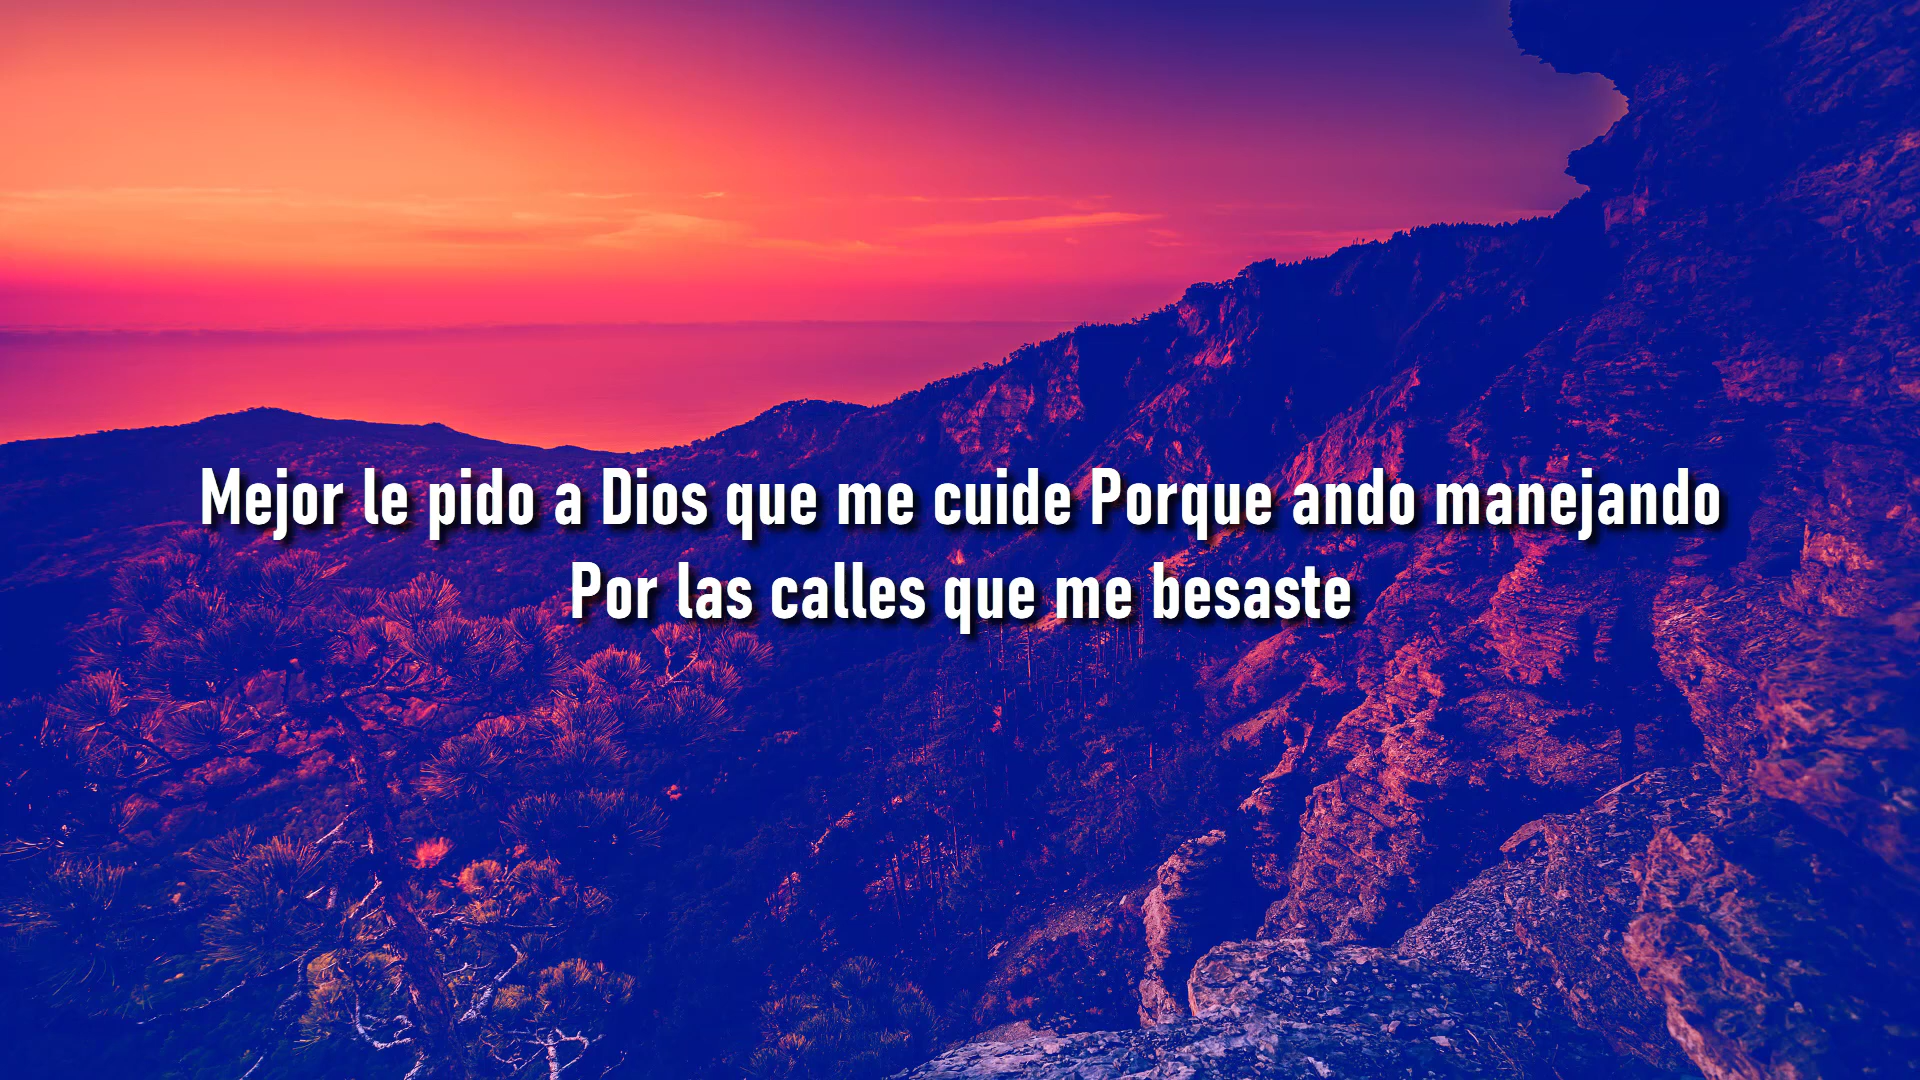 Mejor le pido a Dios que me cuide Porque ando manejando
Por las calles que me besaste